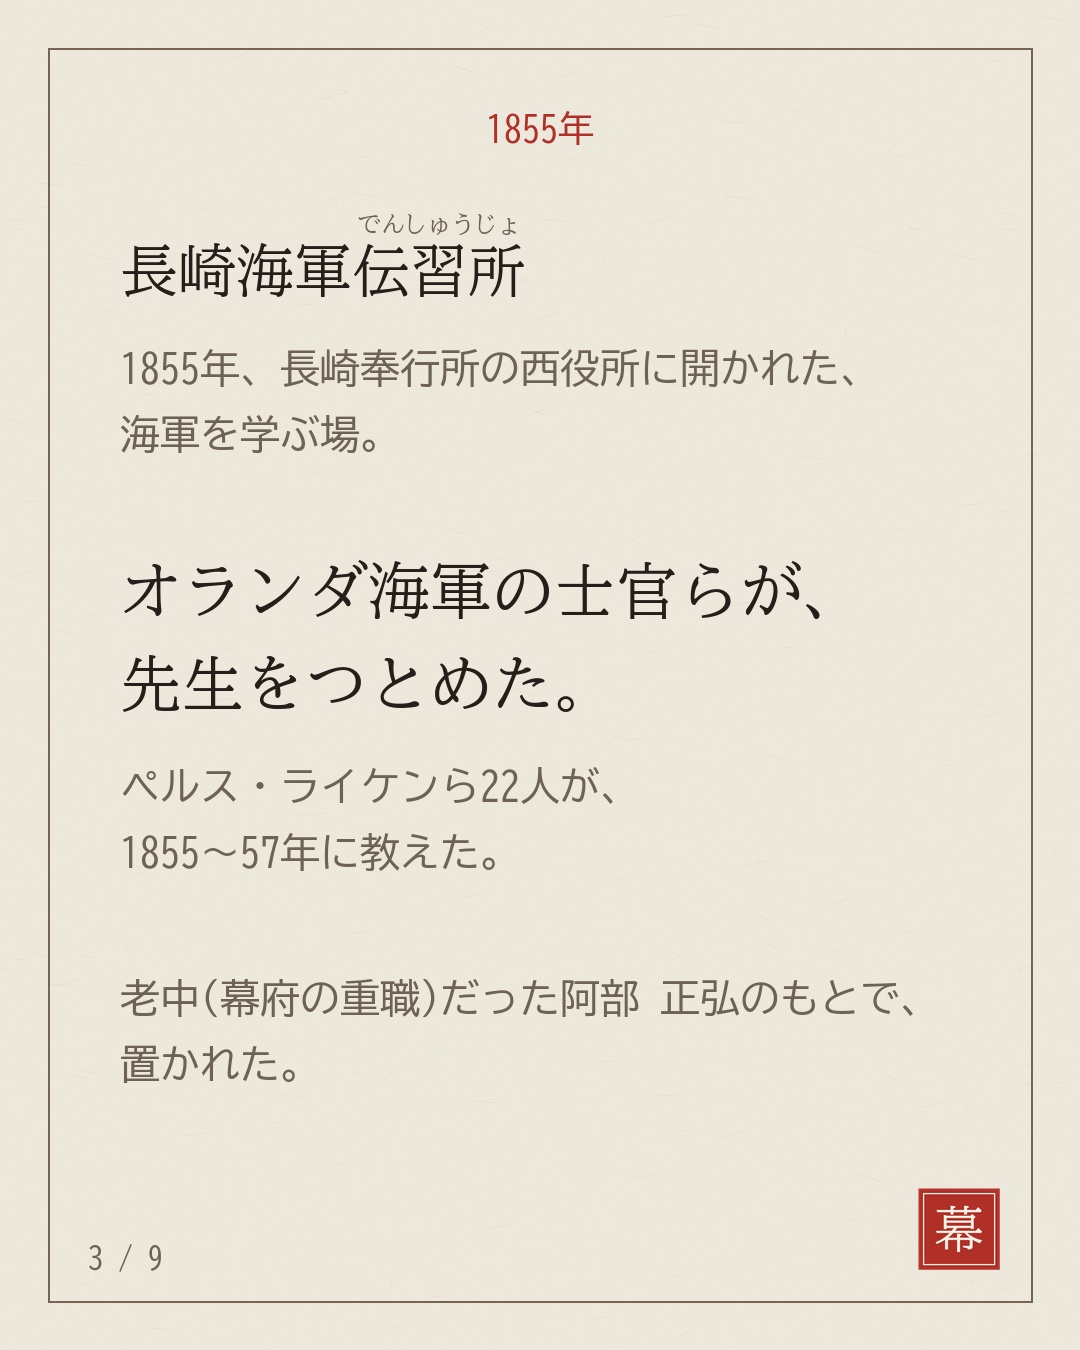 1855年
でんしゅうじょ
長崎海軍伝習所
1855年、長崎奉行所の西役所に開かれた、
海軍を学ぶ場。
オランダ海軍の士官らが、
先生をつとめた。
ペルス・ライケンら22人が、
1855〜57年に教えた。
老中(幕府の重職)だった阿部 正弘のもとで、
置かれた。
幕
3 / 9